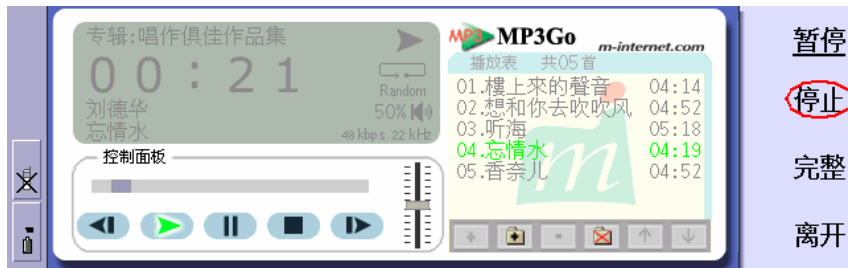 专辑:唱作俱佳作品集
00:21
Random
刘德华
50%
忘情水
48 kbps 22 kHz
控制面板
MP3Go
m-internet.com
播放表 共05首
01.樓上來的聲音 04:14
02.想和你去吹吹风 04:52
03.听海 05:18
04.忘情水 04:19
05.香奈儿 04:52
暂停
停止
完整
离开